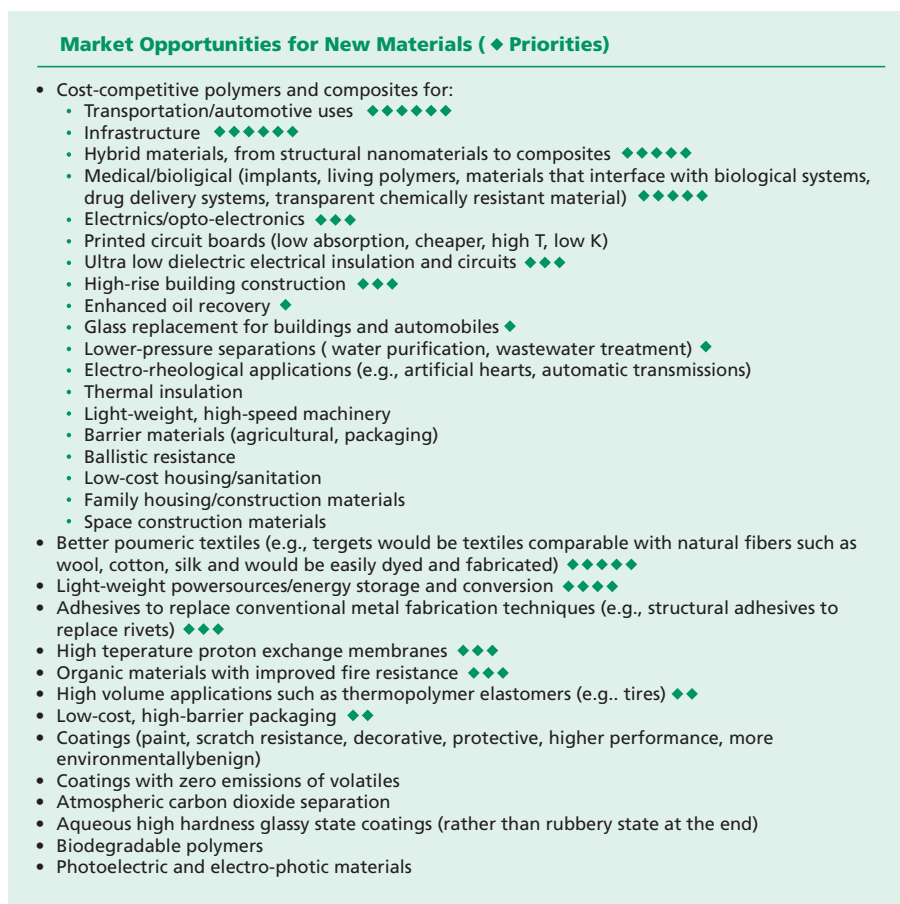 Market Opportunities for New Materials ( ◆ Priorities)
• Cost-competitive polymers and composites for:
• Transportation/automotive uses ◆◆◆◆◆◆
• Infrastructure ◆◆◆◆◆◆
• Hybrid materials, from structural nanomaterials to composites ◆◆◆◆◆
• Medical/bioligical (implants, living polymers, materials that interface with biological systems,
drug delivery systems, transparent chemically resistant material) ◆◆◆◆◆
• Electrnics/opto-electronics ◆◆◆
• Printed circuit boards (low absorption, cheaper, high T, low K)
• Ultra low dielectric electrical insulation and circuits ◆◆◆
• High-rise building construction ◆◆◆
• Enhanced oil recovery ◆
• Glass replacement for buildings and automobiles ◆
• Lower-pressure separations ( water purification, wastewater treatment) ◆
• Electro-rheological applications (e.g., artificial hearts, automatic transmissions)
• Thermal insulation
• Light-weight, high-speed machinery
• Barrier materials (agricultural, packaging)
• Ballistic resistance
• Low-cost housing/sanitation
• Family housing/construction materials
• Space construction materials
• Better poumeric textiles (e.g., tergets would be textiles comparable with natural fibers such as
wool, cotton, silk and would be easily dyed and fabricated) ◆◆◆◆◆
• Light-weight powersources/energy storage and conversion ◆◆◆◆
• Adhesives to replace conventional metal fabrication techniques (e.g., structural adhesives to
replace rivets) ◆◆◆
• High teperature proton exchange membranes ◆◆◆
• Organic materials with improved fire resistance ◆◆◆
• High volume applications such as thermopolymer elastomers (e.g.. tires) ◆◆
• Low-cost, high-barrier packaging ◆◆
• Coatings (paint, scratch resistance, decorative, protective, higher performance, more
environmentallybenign)
• Coatings with zero emissions of volatiles
• Atmospheric carbon dioxide separation
• Aqueous high hardness glassy state coatings (rather than rubbery state at the end)
• Biodegradable polymers
• Photoelectric and electro-photic materials